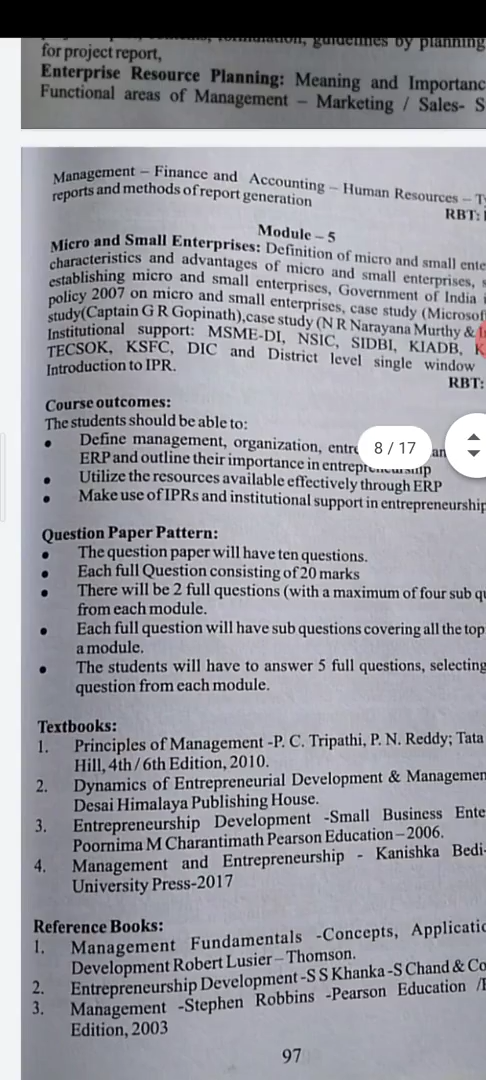 formulation, guidelines by planning
for project report,
Enterprise Resource Planning: Meaning and Importanc
Functional areas of Management – Marketing / Sales- S
Management – Finance and Accounting – Human Resources – T
reports and methods of report generation
RBT:
Module – 5
Micro and Small Enterprises: Definition of micro and small ente
characteristics and advantages of micro and small enterprises, s
establishing micro and small enterprises, Government of India i
policy 2007 on micro and small enterprises, case study (Microsof
study(Captain G R Gopinath),case study (N R Narayana Murthy & I
Institutional support: MSME-DI, NSIC, SIDBI, KIADB, K
TECSOK, KSFC, DIC and District level single window
Introduction to IPR.
RBT:
Course outcomes:
The students should be able to:
• Define management, organization, entre
8 / 17
ERP and outline their importance in entrepreneurship
• Utilize the resources available effectively through ERP
• Make use of IPRs and institutional support in entrepreneurship
Question Paper Pattern:
• The question paper will have ten questions.
• Each full Question consisting of 20 marks
• There will be 2 full questions (with a maximum of four sub qu
from each module.
• Each full question will have sub questions covering all the top
a module.
• The students will have to answer 5 full questions, selecting
question from each module.
Textbooks:
1. Principles of Management -P. C. Tripathi, P. N. Reddy; Tata
Hill, 4th / 6th Edition, 2010.
2. Dynamics of Entrepreneurial Development & Managemen
Desai Himalaya Publishing House.
3. Entrepreneurship Development -Small Business Ente
Poornima M Charantimath Pearson Education – 2006.
4. Management and Entrepreneurship - Kanishka Bedi-
University Press-2017
Reference Books:
1. Management Fundamentals -Concepts, Applicatio
Development Robert Lusier – Thomson.
2. Entrepreneurship Development -S S Khanka -S Chand & Co
3. Management -Stephen Robbins -Pearson Education /
Edition, 2003
97